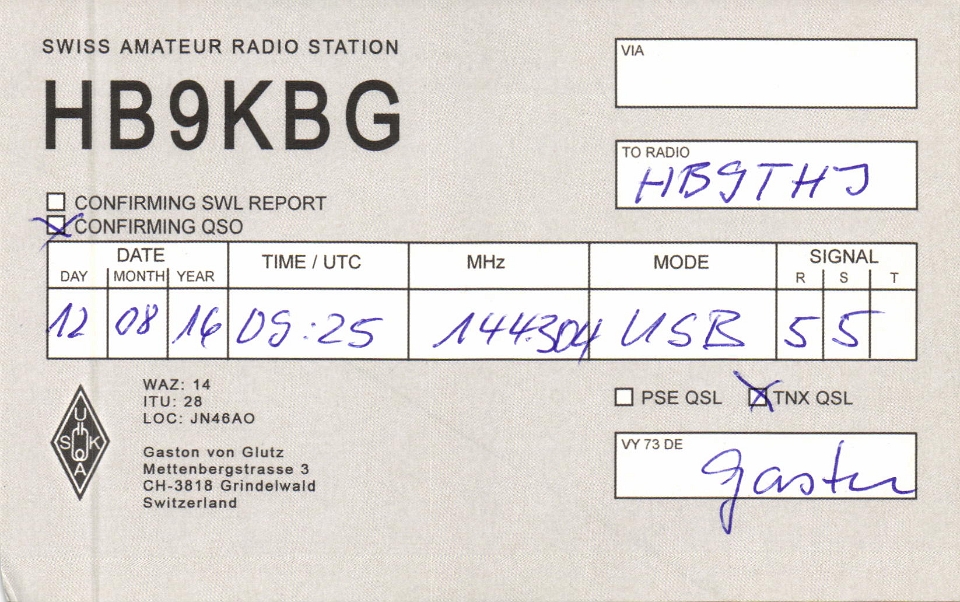 SWISS AMATEUR RADIO STATION
HB9KBG
VIA
TO RADIO
HB9THJ
CONFIRMING SWL REPORT
CONFIRMING QSO
DATE TIME / UTC MHz MODE SIGNAL
DAY MONTH YEAR R S T
12 08 16 09:25 144.304 USB 5 5
PSE QSL TNX QSL
WAZ: 14
ITU: 28
LOC: JN46AO
Gaston von Glutz
Mettenbergstrasse 3
CH-3818 Grindelwald
Switzerland
U
S K
A
VY 73 DE
Gaston